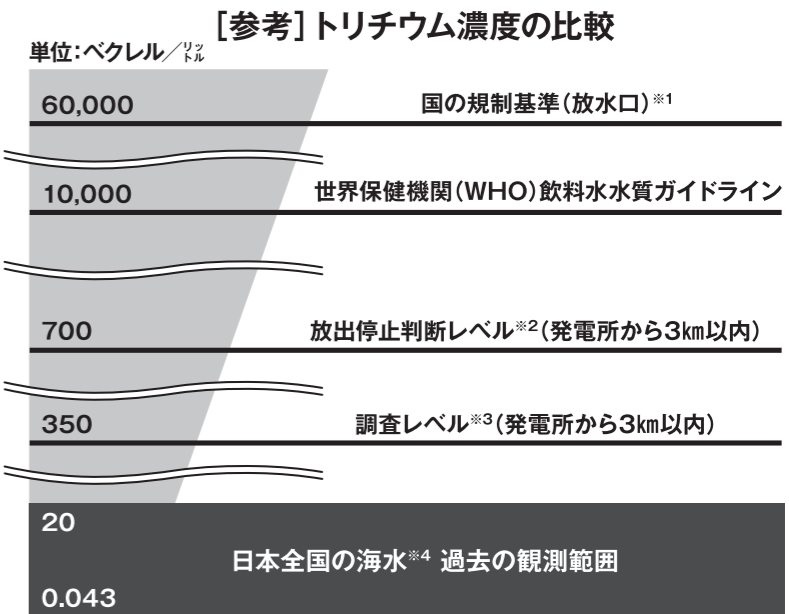 ［参考］トリチウム濃度の比較
単位：ベクレル／リットル
60,000 国の規制基準（放水口）※1
10,000 世界保健機関（WHO）飲料水水質ガイドライン
700 放出停止判断レベル※2（発電所から3㎞以内）
350 調査レベル※3（発電所から3㎞以内）
20
日本全国の海水※4 過去の観測範囲
0.043